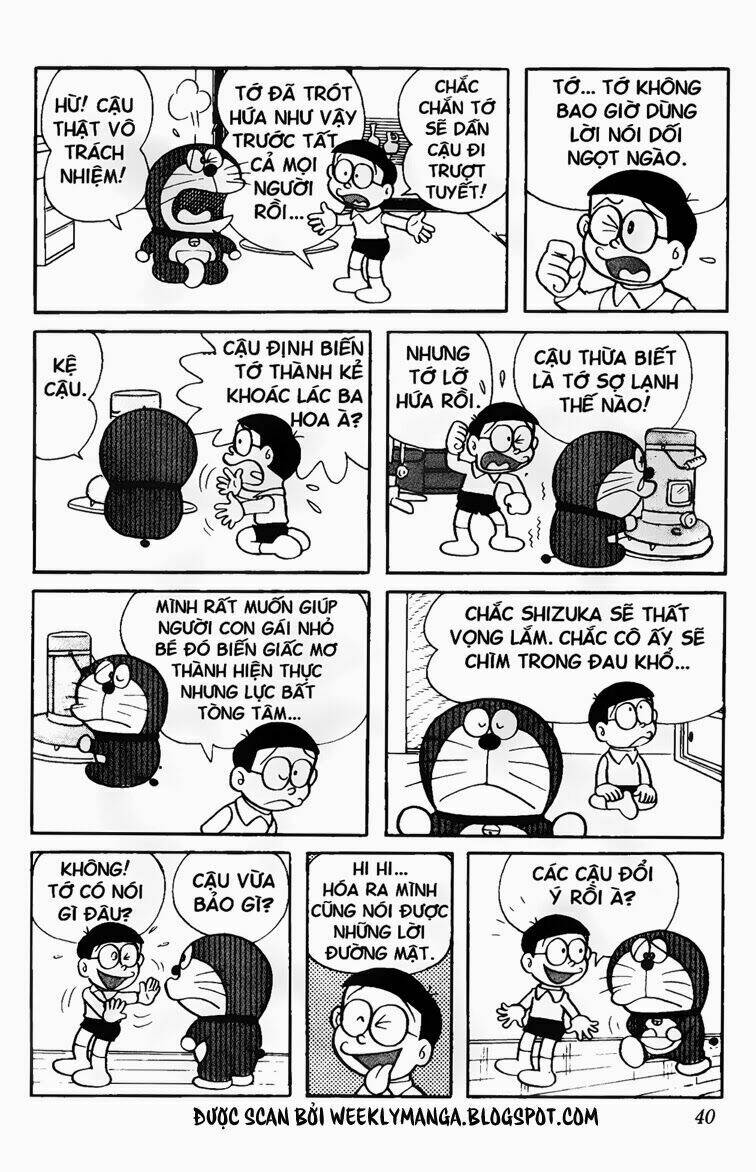 HỪ! CẬU
THẬT VÔ
TRÁCH
NHIỆM!
TỚ ĐÃ TRÓT
HỨA NHƯ VẬY
TRƯỚC TẤT
CẢ MỌI
NGƯỜI
RỒI...
CHẮC
CHẮN TỚ
SẼ DẪN
CẬU ĐI
TRƯỢT
TUYẾT!
TỚ... TỚ KHÔNG
BAO GIỜ DÙNG
LỜI NÓI DỐI
NGỌT NGÀO.
KỆ
CẬU.
... CẬU ĐỊNH BIẾN
TỚ THÀNH KẺ
KHOÁC LÁC BA
HOA À?
NHƯNG
TỚ LỠ
HỨA RỒI.
CẬU THỪA BIẾT
LÀ TỚ SỢ LẠNH
THẾ NÀO!
MÌNH RẤT MUỐN GIÚP
NGƯỜI CON GÁI NHỎ
BÉ ĐÓ BIẾN GIẤC MƠ
THÀNH HIỆN THỰC
NHƯNG LỰC BẤT
TÒNG TÂM...
CHẮC SHIZUKA SẼ THẤT
VỌNG LẮM. CHẮC CÔ ẤY SẼ
CHÌM TRONG ĐAU KHỔ...
KHÔNG!
TỚ CÓ NÓI
GÌ ĐÂU?
CẬU VỪA
BẢO GÌ?
HI HI...
HÓA RA MÌNH
CŨNG NÓI ĐƯỢC
NHỮNG LỜI
ĐƯỜNG MẬT.
CÁC CẬU ĐỔI
Ý RỒI À?
ĐƯỢC SCAN BỞI WEEKLYMANGA.BLOGSPOT.COM
40